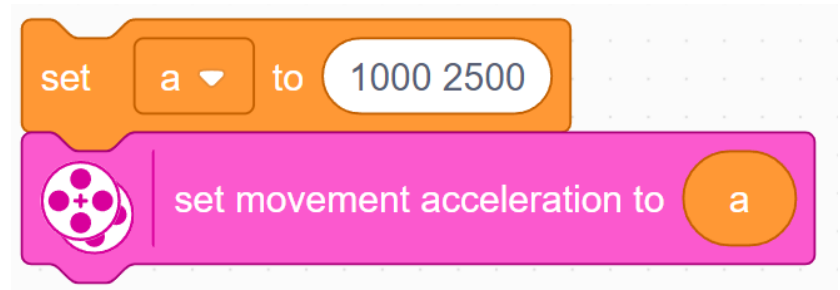 set a to 1000 2500
set movement acceleration to a